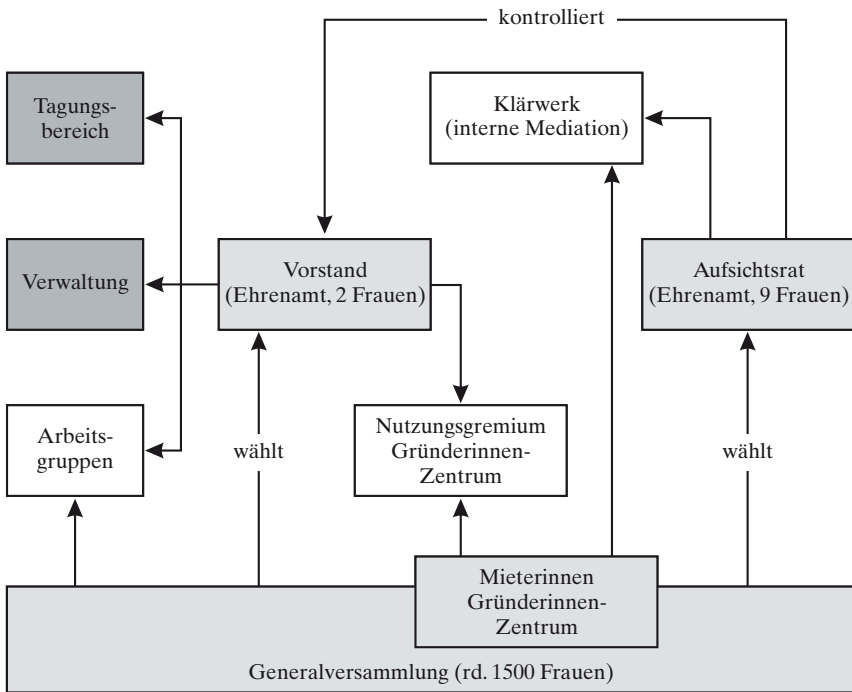 kontrolliert
Tagungs-
bereich
Klärwerk
(interne Mediation)
Verwaltung
Vorstand
(Ehrenamt, 2 Frauen)
Aufsichtsrat
(Ehrenamt, 9 Frauen)
Arbeits-
gruppen
wählt
Nutzungsgremium
Gründerinnen-
Zentrum
wählt
Mieterinnen
Gründerinnen-
Zentrum
Generalversammlung (rd. 1500 Frauen)